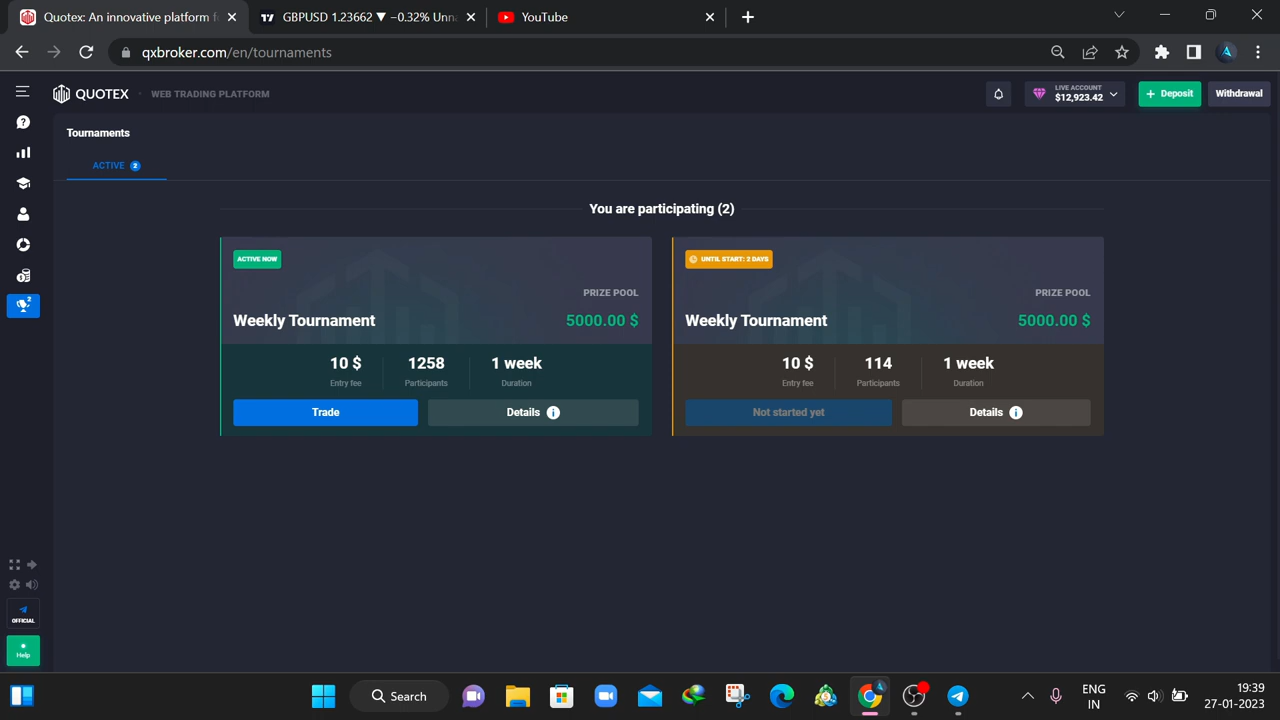 Quotex: An innovative platform f
GBPUSD 1.23662 ▼ −0.32% Unna
YouTube
qxbroker.com/en/tournaments
QUOTEX
WEB TRADING PLATFORM
LIVE ACCOUNT
$12,923.42
+ Deposit
Withdrawal
Tournaments
ACTIVE 2
You are participating (2)
ACTIVE NOW
PRIZE POOL
Weekly Tournament 5000.00 $
10 $ 1258 1 week
Entry fee Participants Duration
Trade Details i
UNTIL START: 2 DAYS
PRIZE POOL
Weekly Tournament 5000.00 $
10 $ 114 1 week
Entry fee Participants Duration
Not started yet Details i
2
OFFICIAL
Help
Search
ENG
IN
19:39
27-01-2023